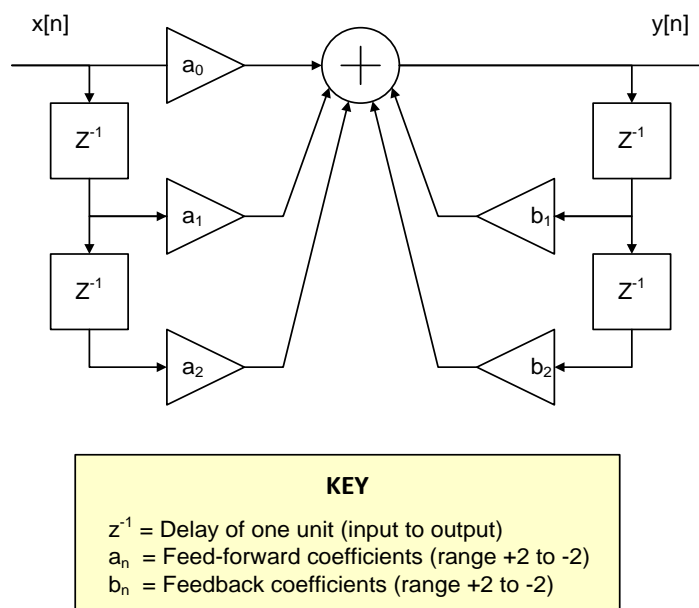 x[n] y[n]
a₀
Z⁻¹ Z⁻¹
a₁ b₁
Z⁻¹ Z⁻¹
a₂ b₂
KEY
z⁻¹ = Delay of one unit (input to output)
aₙ = Feed-forward coefficients (range +2 to -2)
bₙ = Feedback coefficients (range +2 to -2)